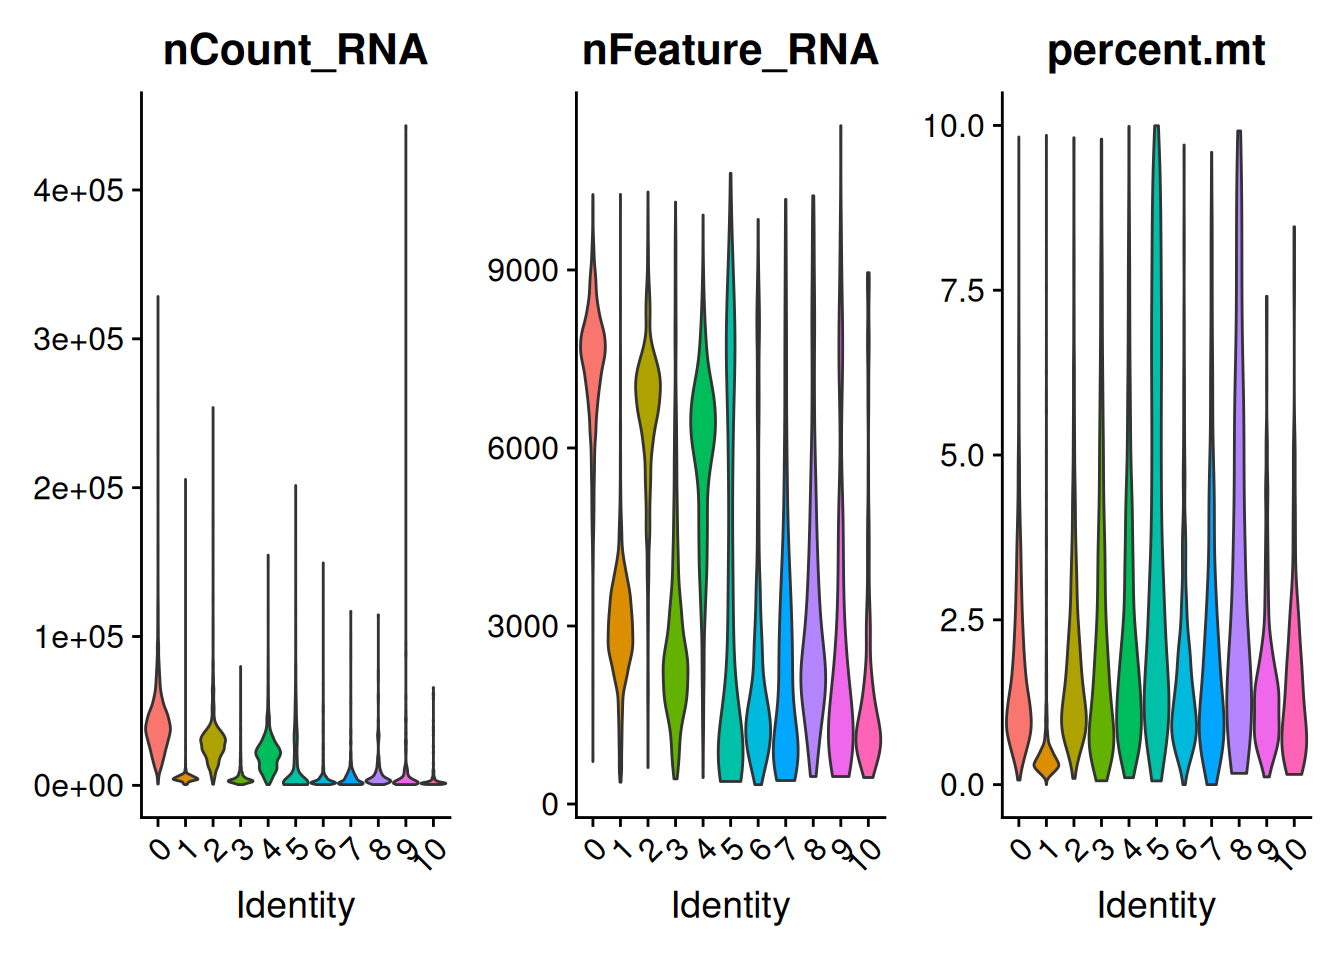 nCount_RNA
4e+05
3e+05
2e+05
1e+05
0e+00
0 1 2 3 4 5 6 7 8 9 10
Identity
nFeature_RNA
9000
6000
3000
0
0 1 2 3 4 5 6 7 8 9 10
Identity
percent.mt
10.0
7.5
5.0
2.5
0.0
0 1 2 3 4 5 6 7 8 9 10
Identity